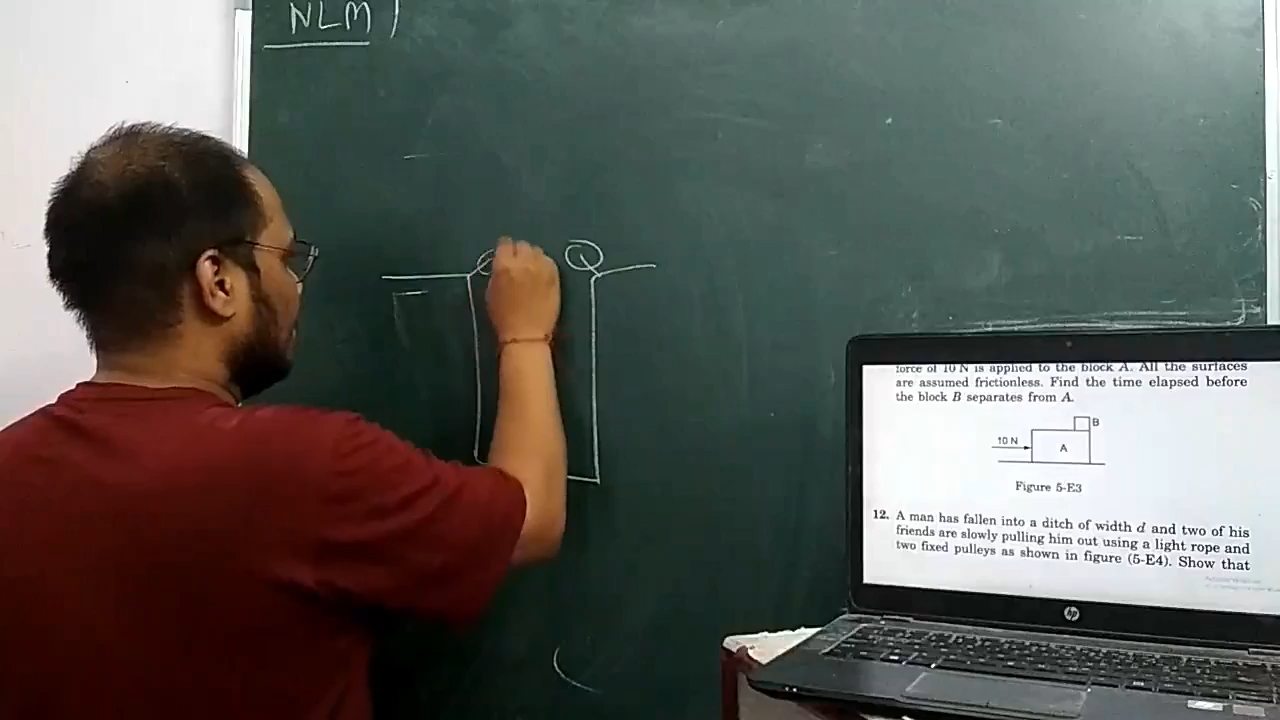 NLM)
force of 10 N is applied to the block A. All the surfaces
are assumed frictionless. Find the time elapsed before
the block B separates from A.
10 N
B
A
Figure 5-E3
12. A man has fallen into a ditch of width d and two of his
friends are slowly pulling him out using a light rope and
two fixed pulleys as shown in figure (5-E4). Show that
hp